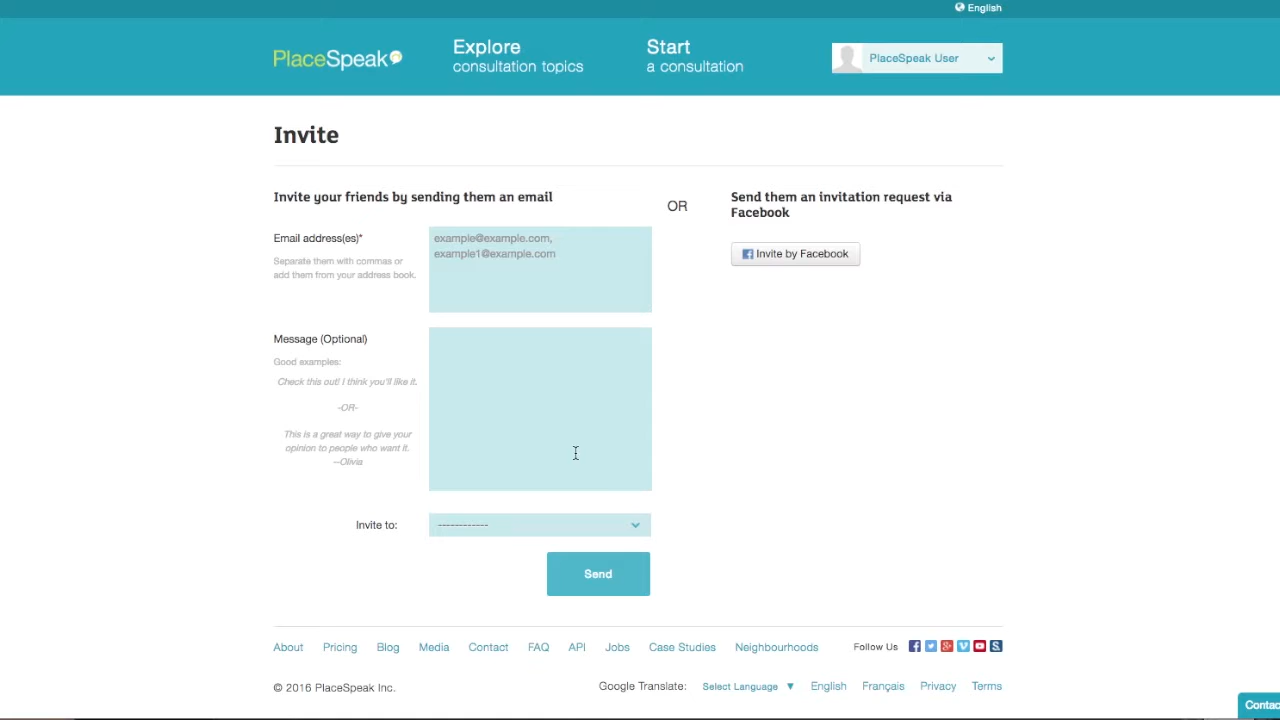 English
PlaceSpeak
Explore
consultation topics
Start
a consultation
PlaceSpeak User
Invite
Invite your friends by sending them an email
OR
Send them an invitation request via
Facebook
Email address(es)*
Separate them with commas or
add them from your address book.
example@example.com,
example1@example.com
Invite by Facebook
Message (Optional)
Good examples:
Check this out! I think you'll like it.
-OR-
This is a great way to give your
opinion to people who want it.
--Olivia
Invite to:
------------
Send
About Pricing Blog Media Contact FAQ API Jobs Case Studies Neighbourhoods Follow Us
© 2016 PlaceSpeak Inc. Google Translate: Select Language ▼ English Français Privacy Terms
Contac